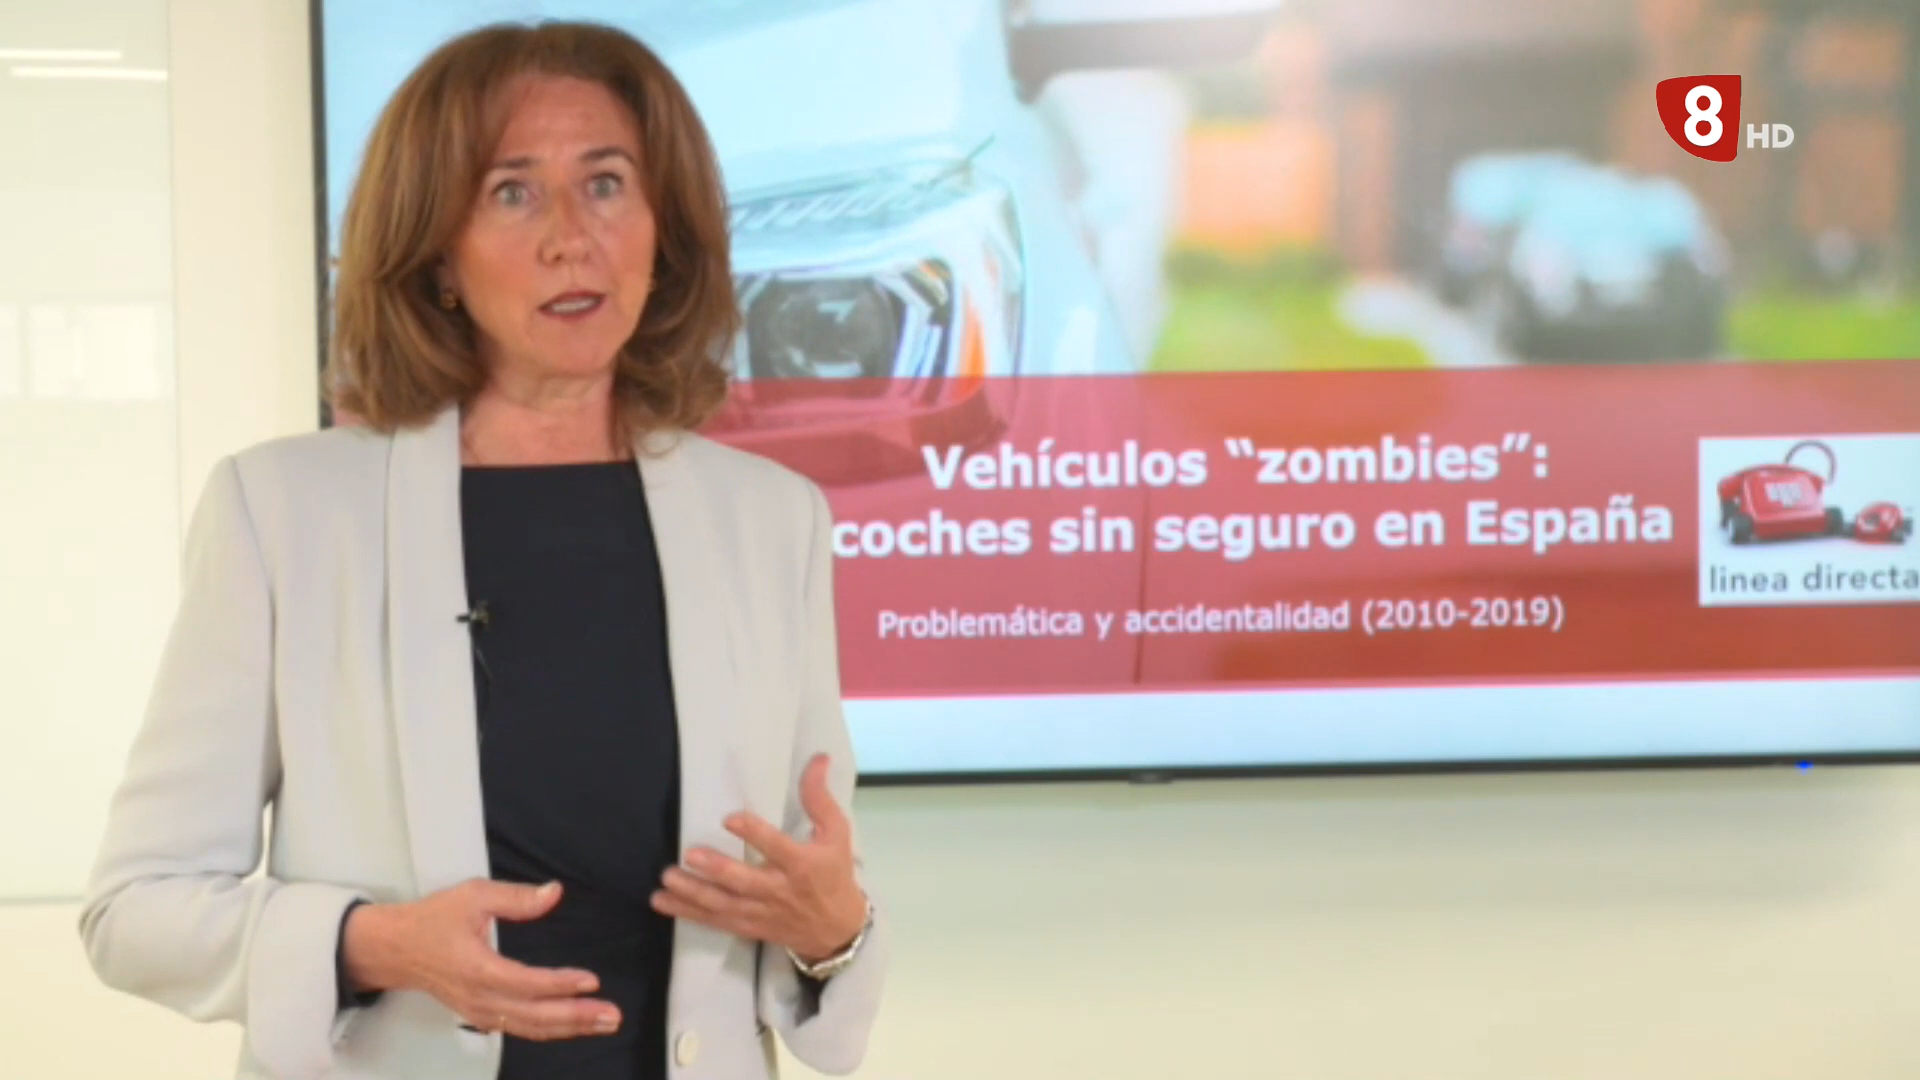 8 HD
Vehículos “zombies”:
coches sin seguro en España
Problemática y accidentalidad (2010-2019)
linea directa